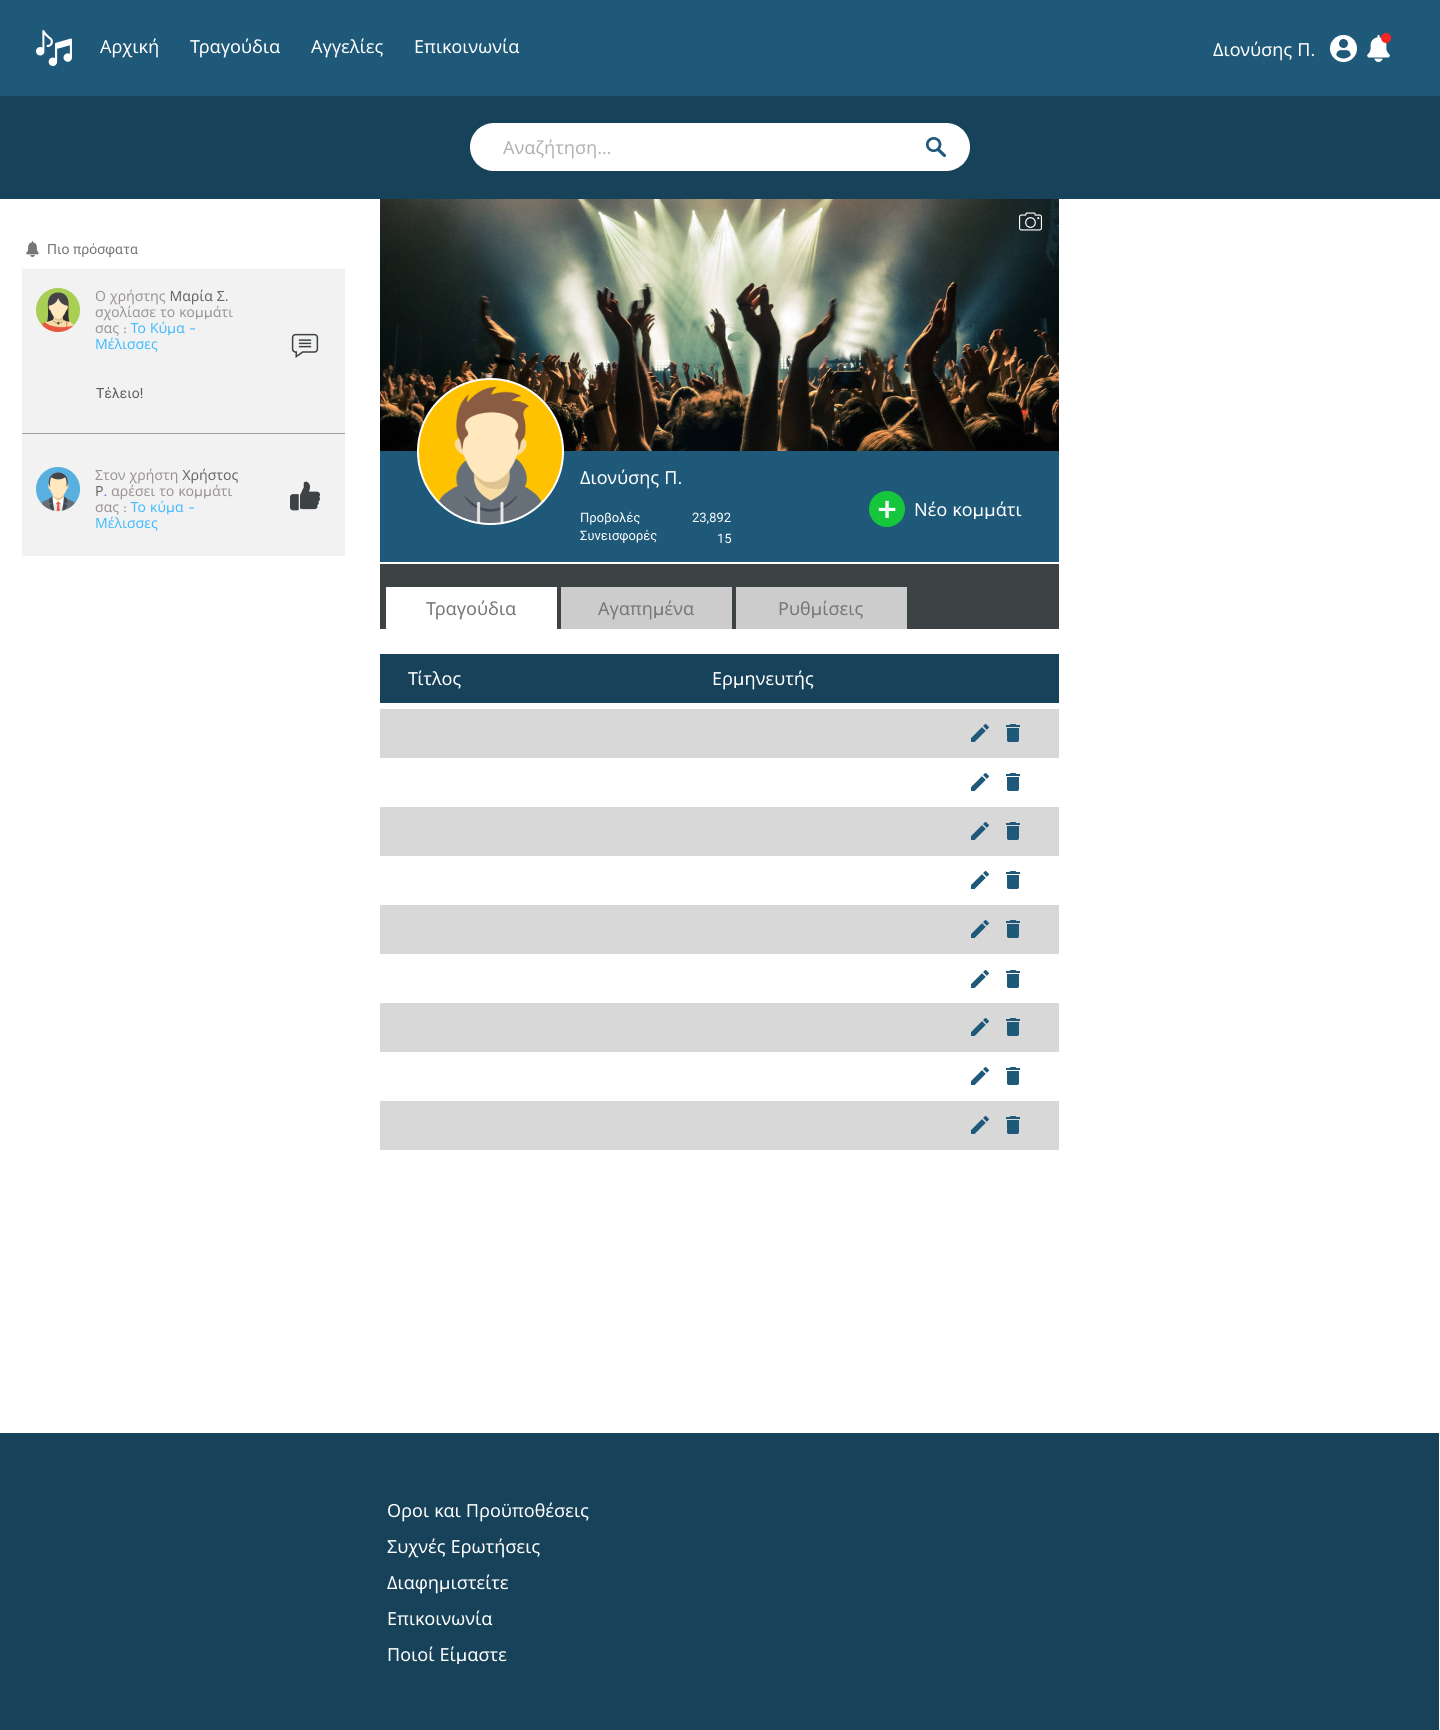 Αρχική Τραγούδια Αγγελίες Επικοινωνία
Διονύσης Π.
Αναζήτηση...
Πιο πρόσφατα
Ο χρήστης Μαρία Σ.
σχολίασε το κομμάτι
σας : Το Κύμα -
Μέλισσες
Τέλειο!
Στον χρήστη Χρήστος
Ρ. αρέσει το κομμάτι
σας : Το κύμα -
Μέλισσες
Διονύσης Π.
Προβολές 23,892
Συνεισφορές 15
Νέο κομμάτι
Τραγούδια Αγαπημένα Ρυθμίσεις
Τίτλος Ερμηνευτής
Οροι και Προϋποθέσεις
Συχνές Ερωτήσεις
Διαφημιστείτε
Επικοινωνία
Ποιοί Είμαστε